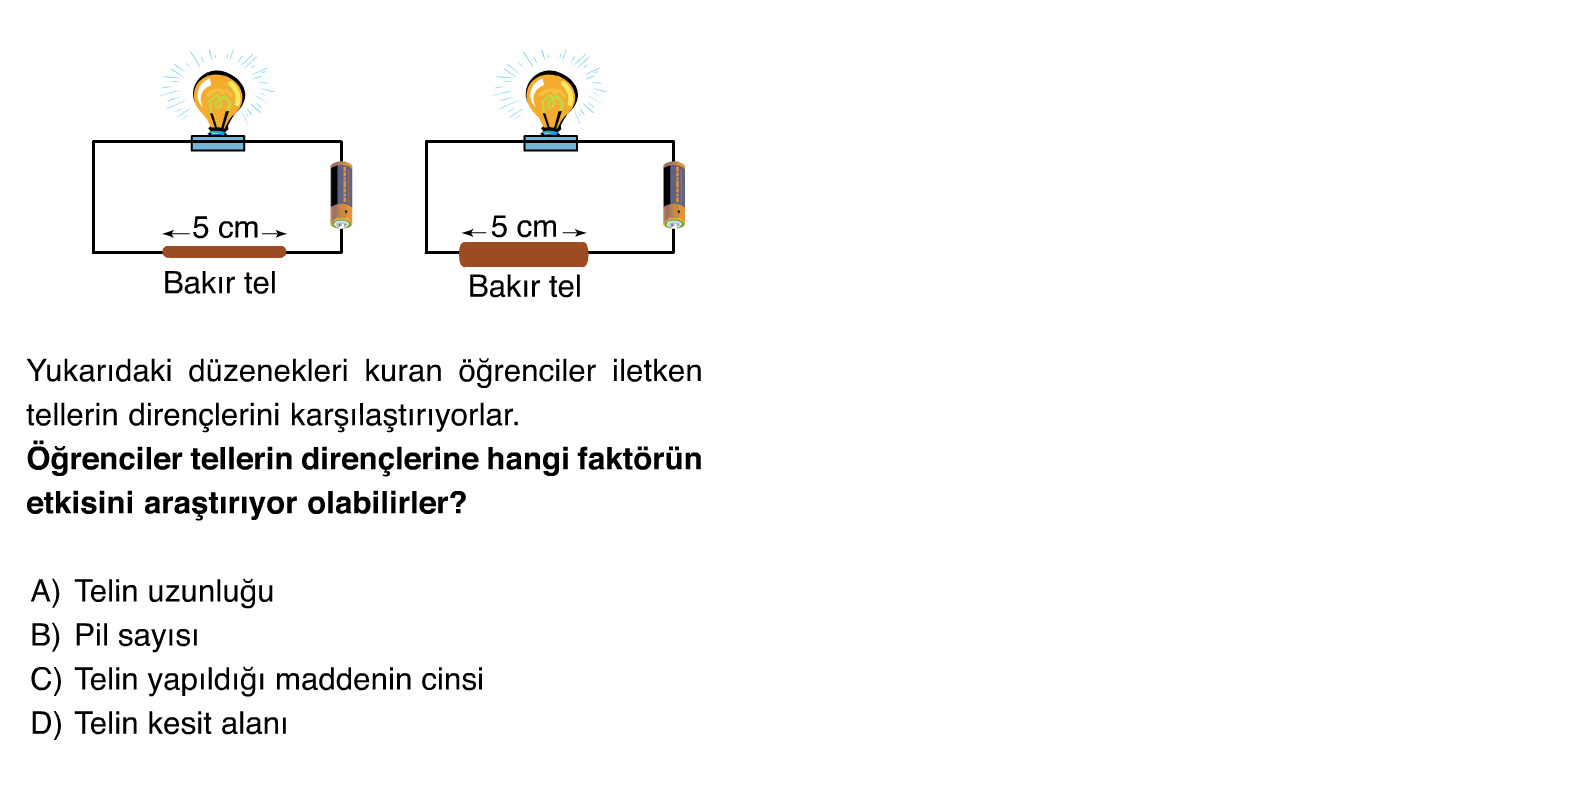 5 cm
5 cm
Bakır tel
Bakır tel
Yukarıdaki düzenekleri kuran öğrenciler iletken
tellerin dirençlerini karşılaştırıyorlar.
Öğrenciler tellerin dirençlerine hangi faktörün
etkisini araştırıyor olabilirler?
A) Telin uzunluğu
B) Pil sayısı
C) Telin yapıldığı maddenin cinsi
D) Telin kesit alanı